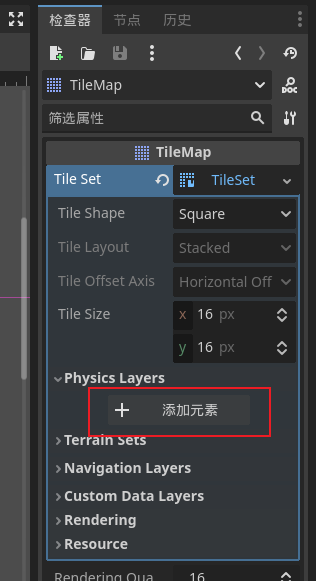 检查器 节点 历史
TileMap
DOC
筛选属性
TileMap
Tile Set TileSet
Tile Shape Square
Tile Layout Stacked
Tile Offset Axis Horizontal Off
Tile Size x 16 px
y 16 px
Physics Layers
+ 添加元素
Terrain Sets
Navigation Layers
Custom Data Layers
Rendering
Resource
Rendering Qua 16